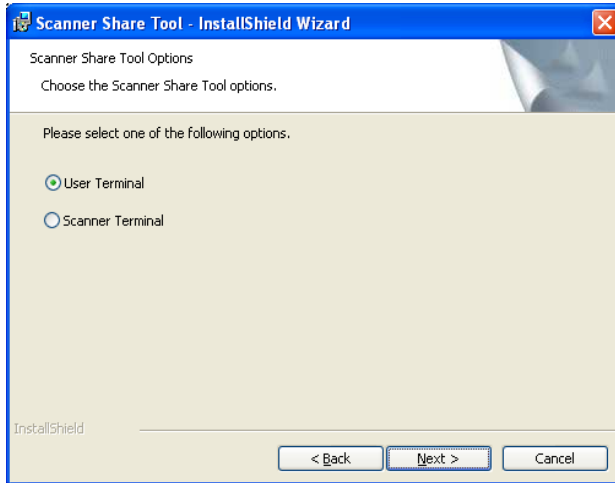 Scanner Share Tool - InstallShield Wizard
Scanner Share Tool Options
Choose the Scanner Share Tool options.
Please select one of the following options.
User Terminal
Scanner Terminal
InstallShield
< Back Next > Cancel